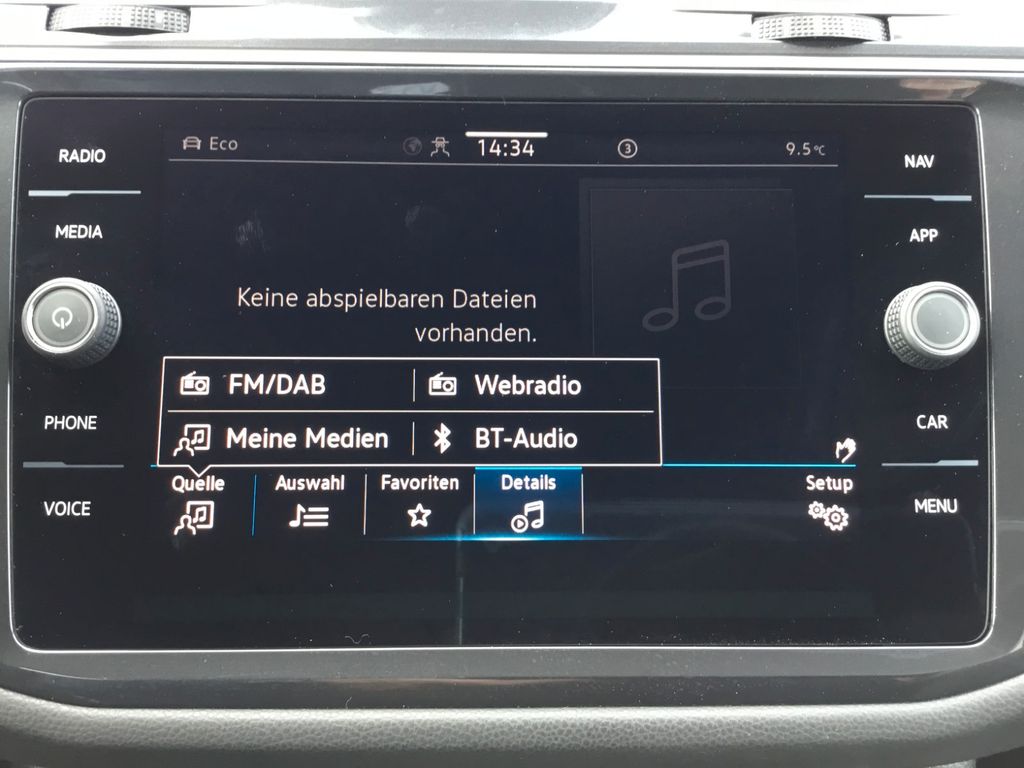 RADIO
MEDIA
PHONE
VOICE
Eco
14:34
3
9.5°C
Keine abspielbaren Dateien
vorhanden.
FM/DAB
Webradio
Meine Medien
BT-Audio
Quelle
Auswahl
Favoriten
Details
Setup
NAV
APP
CAR
MENU